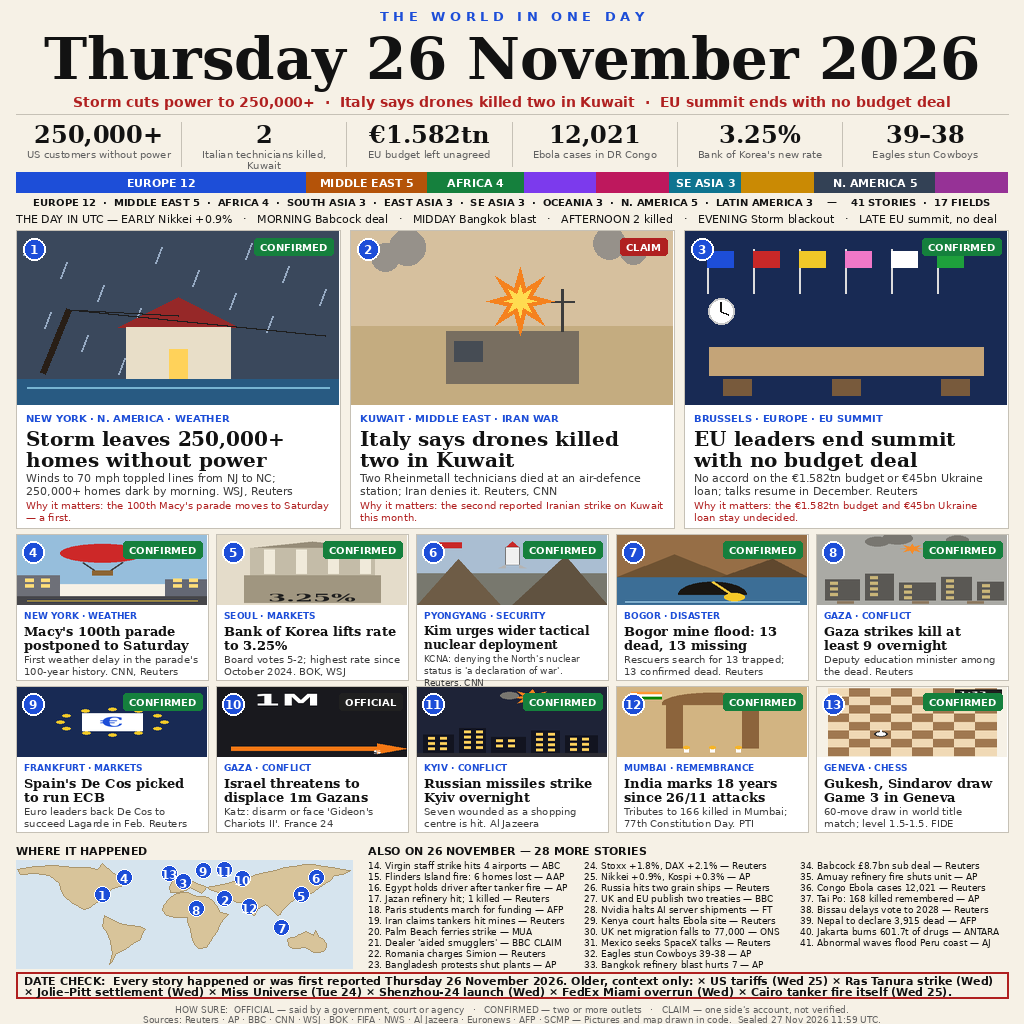 THE WORLD IN ONE DAY
Thursday 26 November 2026
Storm cuts power to 250,000+ · Italy says drones killed two in Kuwait · EU summit ends with no budget deal
250,000+
US customers without power
2
Italian technicians killed,
Kuwait
€1.582tn
EU budget left unagreed
12,021
Ebola cases in DR Congo
3.25%
Bank of Korea's new rate
39–38
Eagles stun Cowboys
EUROPE 12
MIDDLE EAST 5
AFRICA 4
SE ASIA 3
N. AMERICA 5
EUROPE 12 · MIDDLE EAST 5 · AFRICA 4 · SOUTH ASIA 3 · EAST ASIA 3 · SE ASIA 3 · OCEANIA 3 · N. AMERICA 5 · LATIN AMERICA 3 — 41 STORIES · 17 FIELDS
THE DAY IN UTC — EARLY Nikkei +0.9% · MORNING Babcock deal · MIDDAY Bangkok blast · AFTERNOON 2 killed · EVENING Storm blackout · LATE EU summit, no deal
1
CONFIRMED
NEW YORK · N. AMERICA · WEATHER
Storm leaves 250,000+
homes without power
Winds to 70 mph toppled lines from NJ to NC;
250,000+ homes dark by morning. WSJ, Reuters
Why it matters: the 100th Macy's parade moves to Saturday
— a first.
2
CLAIM
KUWAIT · MIDDLE EAST · IRAN WAR
Italy says drones killed
two in Kuwait
Two Rheinmetall technicians died at an air-defence
station; Iran denies it. Reuters, CNN
Why it matters: the second reported Iranian strike on Kuwait
this month.
3
CONFIRMED
BRUSSELS · EUROPE · EU SUMMIT
EU leaders end summit
with no budget deal
No accord on the €1.582tn budget or €45bn Ukraine
loan; talks resume in December. Reuters
Why it matters: the €1.582tn budget and €45bn Ukraine
loan stay undecided.
4
CONFIRMED
NEW YORK · WEATHER
Macy's 100th parade
postponed to Saturday
First weather delay in the parade's
100-year history. CNN, Reuters
5
CONFIRMED
3.25%
SEOUL · MARKETS
Bank of Korea lifts rate
to 3.25%
Board votes 5-2; highest rate since
October 2024. BOK, WSJ
6
CONFIRMED
PYONGYANG · SECURITY
Kim urges wider tactical
nuclear deployment
KCNA: denying the North's nuclear
status is 'a declaration of war'.
Reuters, CNN
7
CONFIRMED
BOGOR · DISASTER
Bogor mine flood: 13
dead, 13 missing
Rescuers search for 13 trapped;
13 confirmed dead. Reuters
8
CONFIRMED
GAZA · CONFLICT
Gaza strikes kill at
least 9 overnight
Deputy education minister among
the dead. Reuters
9
CONFIRMED
€
FRANKFURT · MARKETS
Spain's De Cos picked
to run ECB
Euro leaders back De Cos to
succeed Lagarde in Feb. Reuters
10
1M
OFFICIAL
GAZA · CONFLICT
Israel threatens to
displace 1m Gazans
Katz: disarm or face 'Gideon's
Chariots II'. France 24
11
CONFIRMED
KYIV · CONFLICT
Russian missiles strike
Kyiv overnight
Seven wounded as a shopping
centre is hit. Al Jazeera
12
CONFIRMED
MUMBAI · REMEMBRANCE
India marks 18 years
since 26/11 attacks
Tributes to 166 killed in Mumbai;
77th Constitution Day. PTI
13
CONFIRMED
GENEVA · CHESS
Gukesh, Sindarov draw
Game 3 in Geneva
60-move draw in world title
match; level 1.5-1.5. FIDE
WHERE IT HAPPENED
1
4
13
3
9
11
10
8
2
12
5
6
7
ALSO ON 26 NOVEMBER — 28 MORE STORIES
14. Virgin staff strike hits 4 airports — ABC
15. Flinders Island fire: 6 homes lost — AAP
16. Egypt holds driver after tanker fire — AP
17. Jazan refinery hit; 1 killed — Reuters
18. Paris students march for funding — AFP
19. Iran claims tankers hit mines — Reuters
20. Palm Beach ferries strike — MUA
21. Dealer 'aided smugglers' — BBC CLAIM
22. Romania charges Simion — Reuters
23. Bangladesh protests shut plants — AP
24. Stoxx +1.8%, DAX +2.1% — Reuters
25. Nikkei +0.9%, Kospi +0.3% — AP
26. Russia hits two grain ships — Reuters
27. UK and EU publish two treaties — BBC
28. Nvidia halts AI server shipments — FT
29. Kenya court halts Ebola site — Reuters
30. UK net migration falls to 77,000 — ONS
31. Mexico seeks SpaceX talks — Reuters
32. Eagles stun Cowboys 39-38 — AP
33. Bangkok refinery blast hurts 7 — AP
34. Babcock £8.7bn sub deal — Reuters
35. Amuay refinery fire shuts unit — AP
36. Congo Ebola cases 12,021 — Reuters
37. Tai Po: 168 killed remembered — AP
38. Bissau delays vote to 2028 — Reuters
39. Nepal to declare 3,915 dead — AFP
40. Jakarta burns 601.7t of drugs — ANTARA
41. Abnormal waves flood Peru coast — AJ
DATE CHECK: Every story happened or was first reported Thursday 26 November 2026. Older, context only: × US tariffs (Wed 25) × Ras Tanura strike (Wed)
× Jolie–Pitt settlement (Wed) × Miss Universe (Tue 24) × Shenzhou-24 launch (Wed) × FedEx Miami overrun (Wed) × Cairo tanker fire itself (Wed 25).
HOW SURE: OFFICIAL — said by a government, court or agency · CONFIRMED — two or more outlets · CLAIM — one side's account, not verified.
Sources: Reuters · AP · BBC · CNN · WSJ · BOK · FIFA · NWS · Al Jazeera · Euronews · AFP · SCMP — Pictures and map drawn in code. Sealed 27 Nov 2026 11:59 UTC.